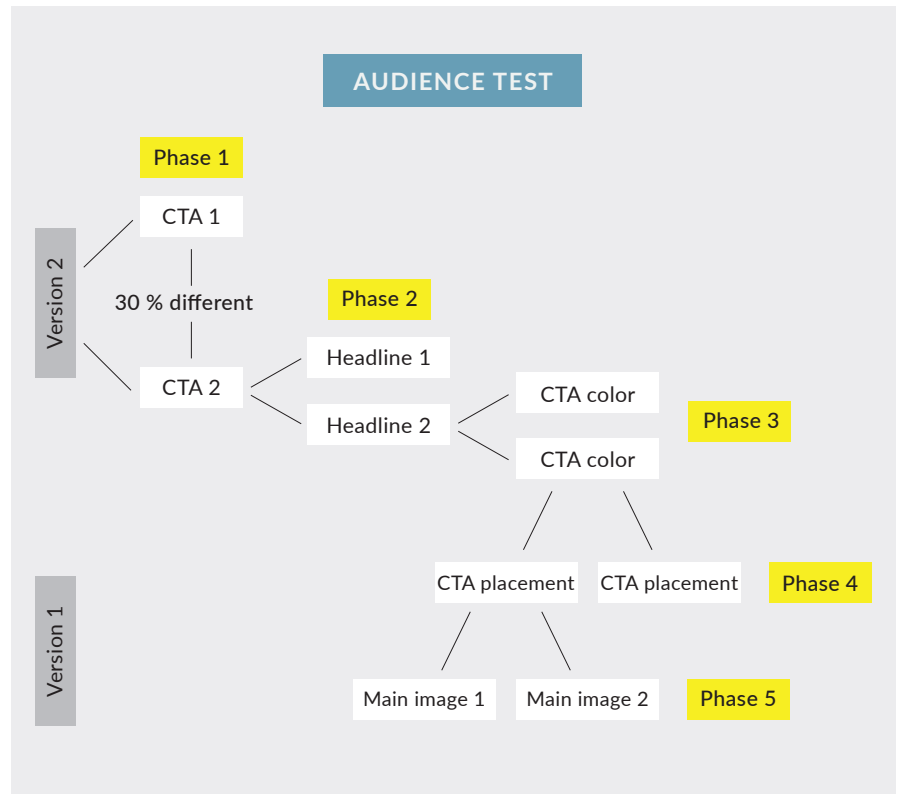 AUDIENCE TEST
Phase 1
CTA 1
Version 2
30 % different
Phase 2
Headline 1
CTA 2
CTA color
Phase 3
Headline 2
CTA color
CTA placement
CTA placement
Phase 4
Version 1
Main image 1
Main image 2
Phase 5